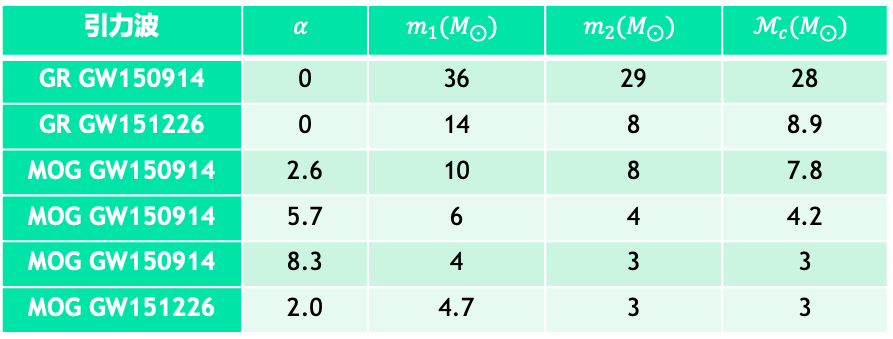 引力波 α m₁(M⊙) m₂(M⊙) ℳc(M⊙)
GR GW150914 0 36 29 28
GR GW151226 0 14 8 8.9
MOG GW150914 2.6 10 8 7.8
MOG GW150914 5.7 6 4 4.2
MOG GW150914 8.3 4 3 3
MOG GW151226 2.0 4.7 3 3